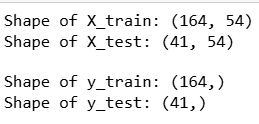 Shape of X_train: (164, 54)
Shape of X_test: (41, 54)
Shape of y_train: (164,)
Shape of y_test: (41,)